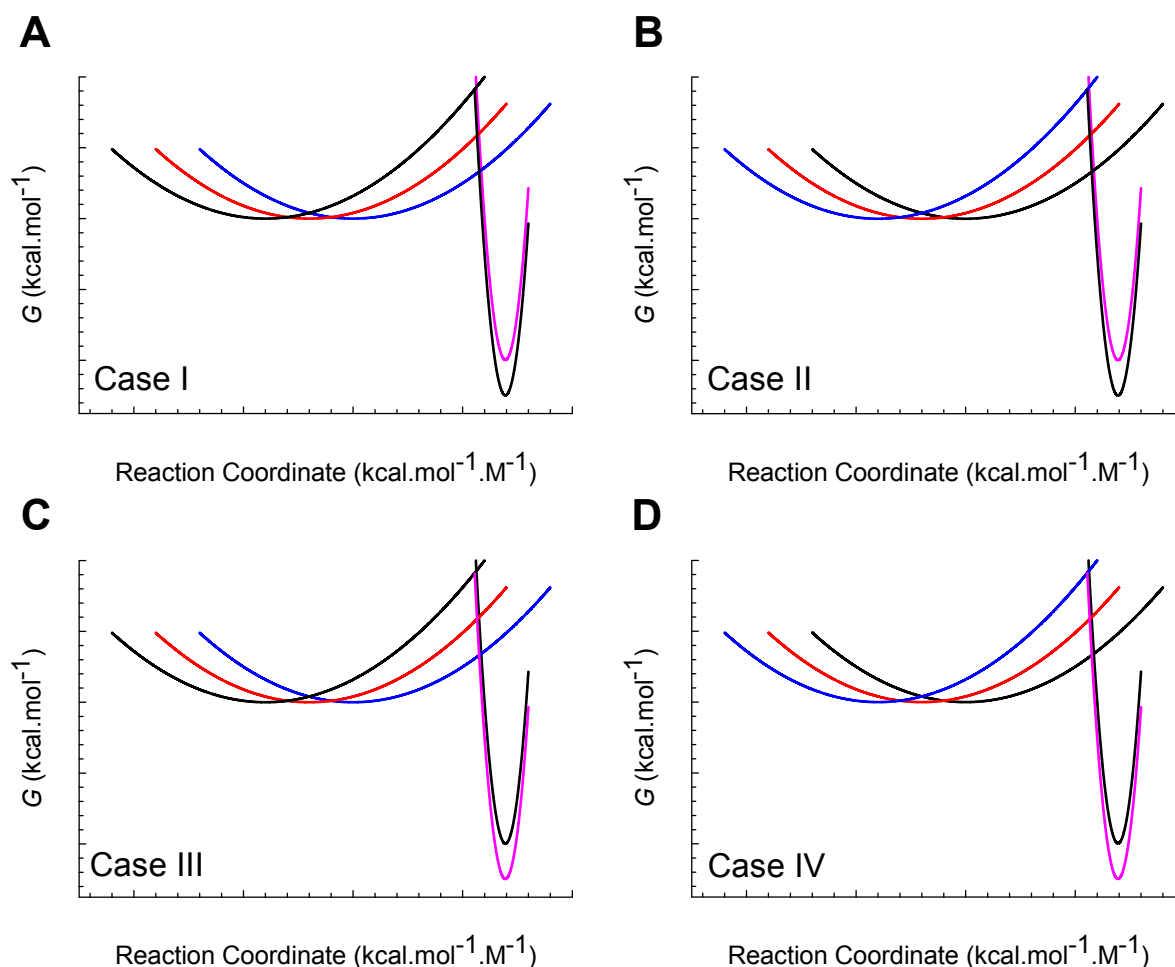 A
B
G (kcal.mol⁻¹)
Case I
Reaction Coordinate (kcal.mol⁻¹.M⁻¹)
G (kcal.mol⁻¹)
Case II
Reaction Coordinate (kcal.mol⁻¹.M⁻¹)
C
D
G (kcal.mol⁻¹)
Case III
Reaction Coordinate (kcal.mol⁻¹.M⁻¹)
G (kcal.mol⁻¹)
Case IV
Reaction Coordinate (kcal.mol⁻¹.M⁻¹)